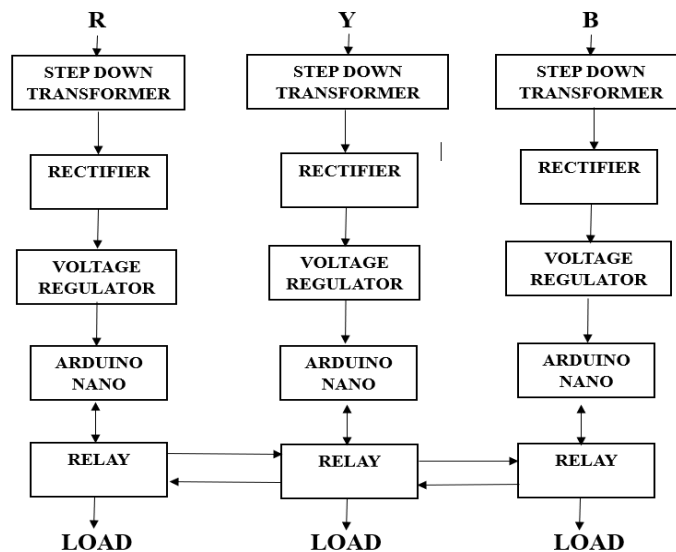 R Y B
STEP DOWN STEP DOWN STEP DOWN
TRANSFORMER TRANSFORMER TRANSFORMER
RECTIFIER RECTIFIER RECTIFIER
VOLTAGE VOLTAGE VOLTAGE
REGULATOR REGULATOR REGULATOR
ARDUINO ARDUINO ARDUINO
NANO NANO NANO
RELAY RELAY RELAY
LOAD LOAD LOAD